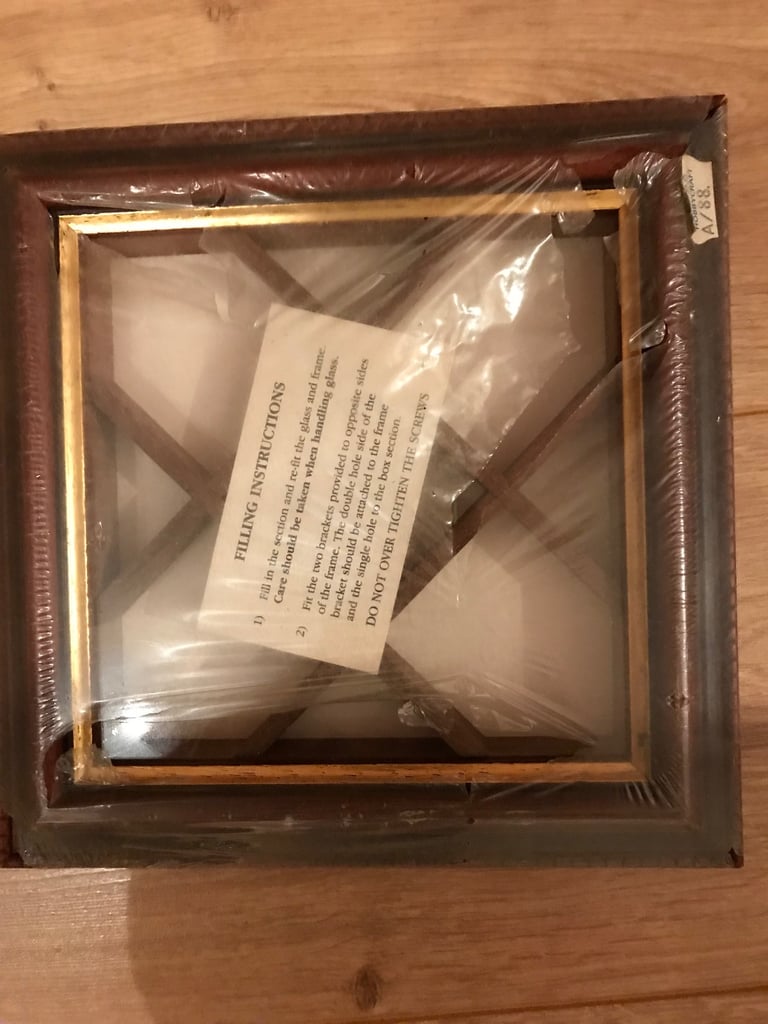 FILLING INSTRUCTIONS
1) Fill in the section and re-fit the glass and frame.
Care should be taken when handling glass.
2) Fit the two brackets provided to opposite sides
of the frame. The double hole side of the
bracket should be attached to the frame
and the single hole to the box section.
DO NOT OVER TIGHTEN THE SCREWS
HOBBYCRAFT
A/88.